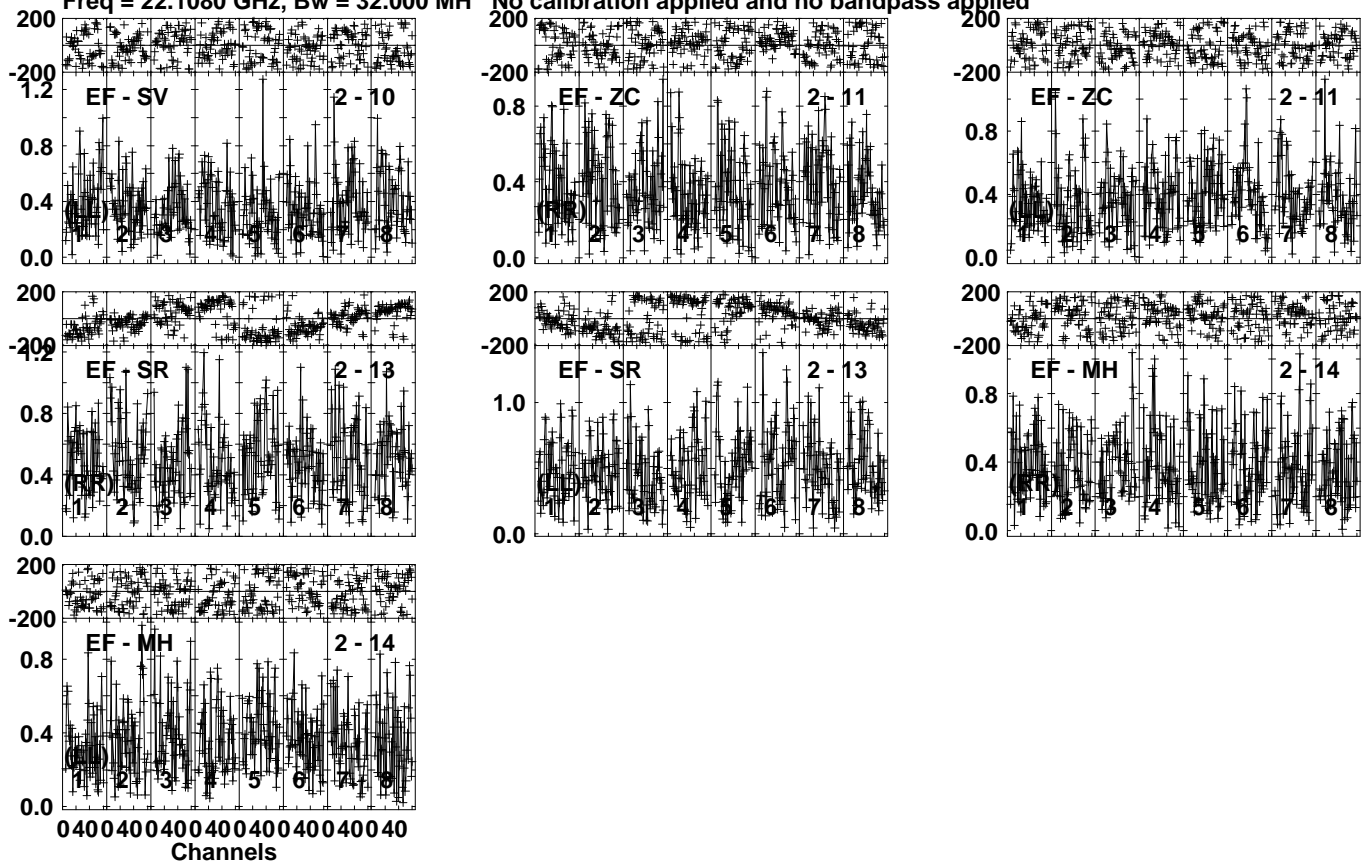 Freq = 22.1080 GHz, Bw = 32.000 MH No calibration applied and no bandpass applied
200
-200
1.2
0.8
0.4
0.0
EF - SV 2 - 10
(LL)
1 2 3 4 5 6 7 8
200
-200
0.8
0.4
0.0
EF - ZC 2 - 11
(RR)
1 2 3 4 5 6 7 8
200
-200
0.8
0.4
0.0
EF - ZC 2 - 11
(LL)
1 2 3 4 5 6 7 8
200
-200
1.2
0.8
0.4
0.0
EF - SR 2 - 13
(RR)
1 2 3 4 5 6 7 8
200
-200
1.0
0.0
EF - SR 2 - 13
(LL)
1 2 3 4 5 6 7 8
200
-200
0.8
0.4
0.0
EF - MH 2 - 14
(RR)
1 2 3 4 5 6 7 8
200
-200
0.8
0.4
0.0
EF - MH 2 - 14
(LL)
1 2 3 4 5 6 7 8
0 40 0 40 0 40 0 40 0 40 0 40 0 40 0 40
Channels